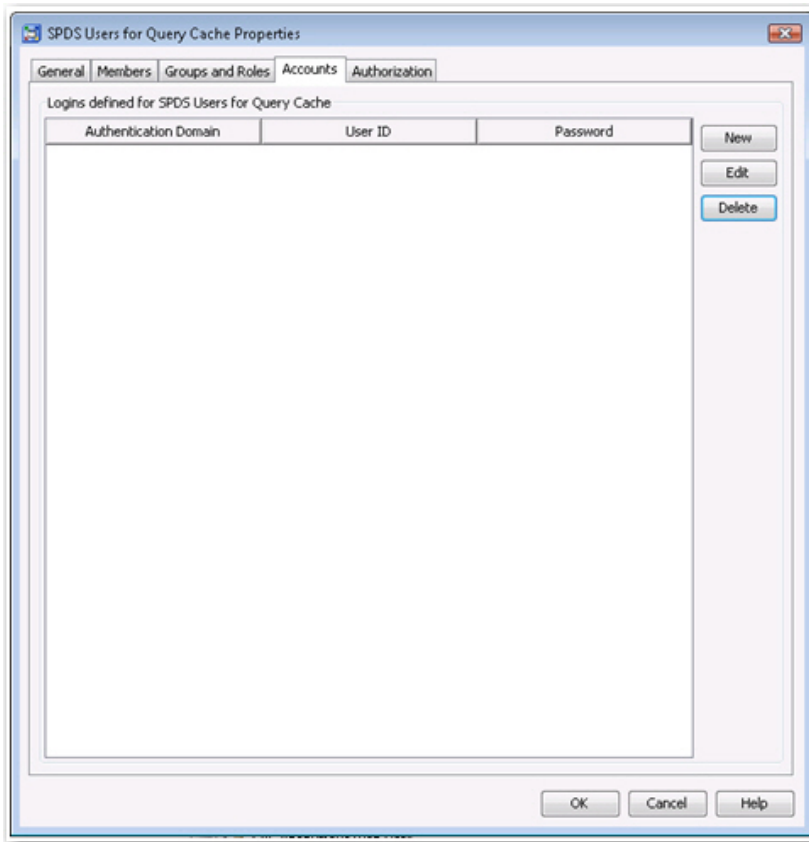 SPDS Users for Query Cache Properties
General Members Groups and Roles Accounts Authorization
Logins defined for SPDS Users for Query Cache
Authentication Domain User ID Password
New
Edit
Delete
OK Cancel Help